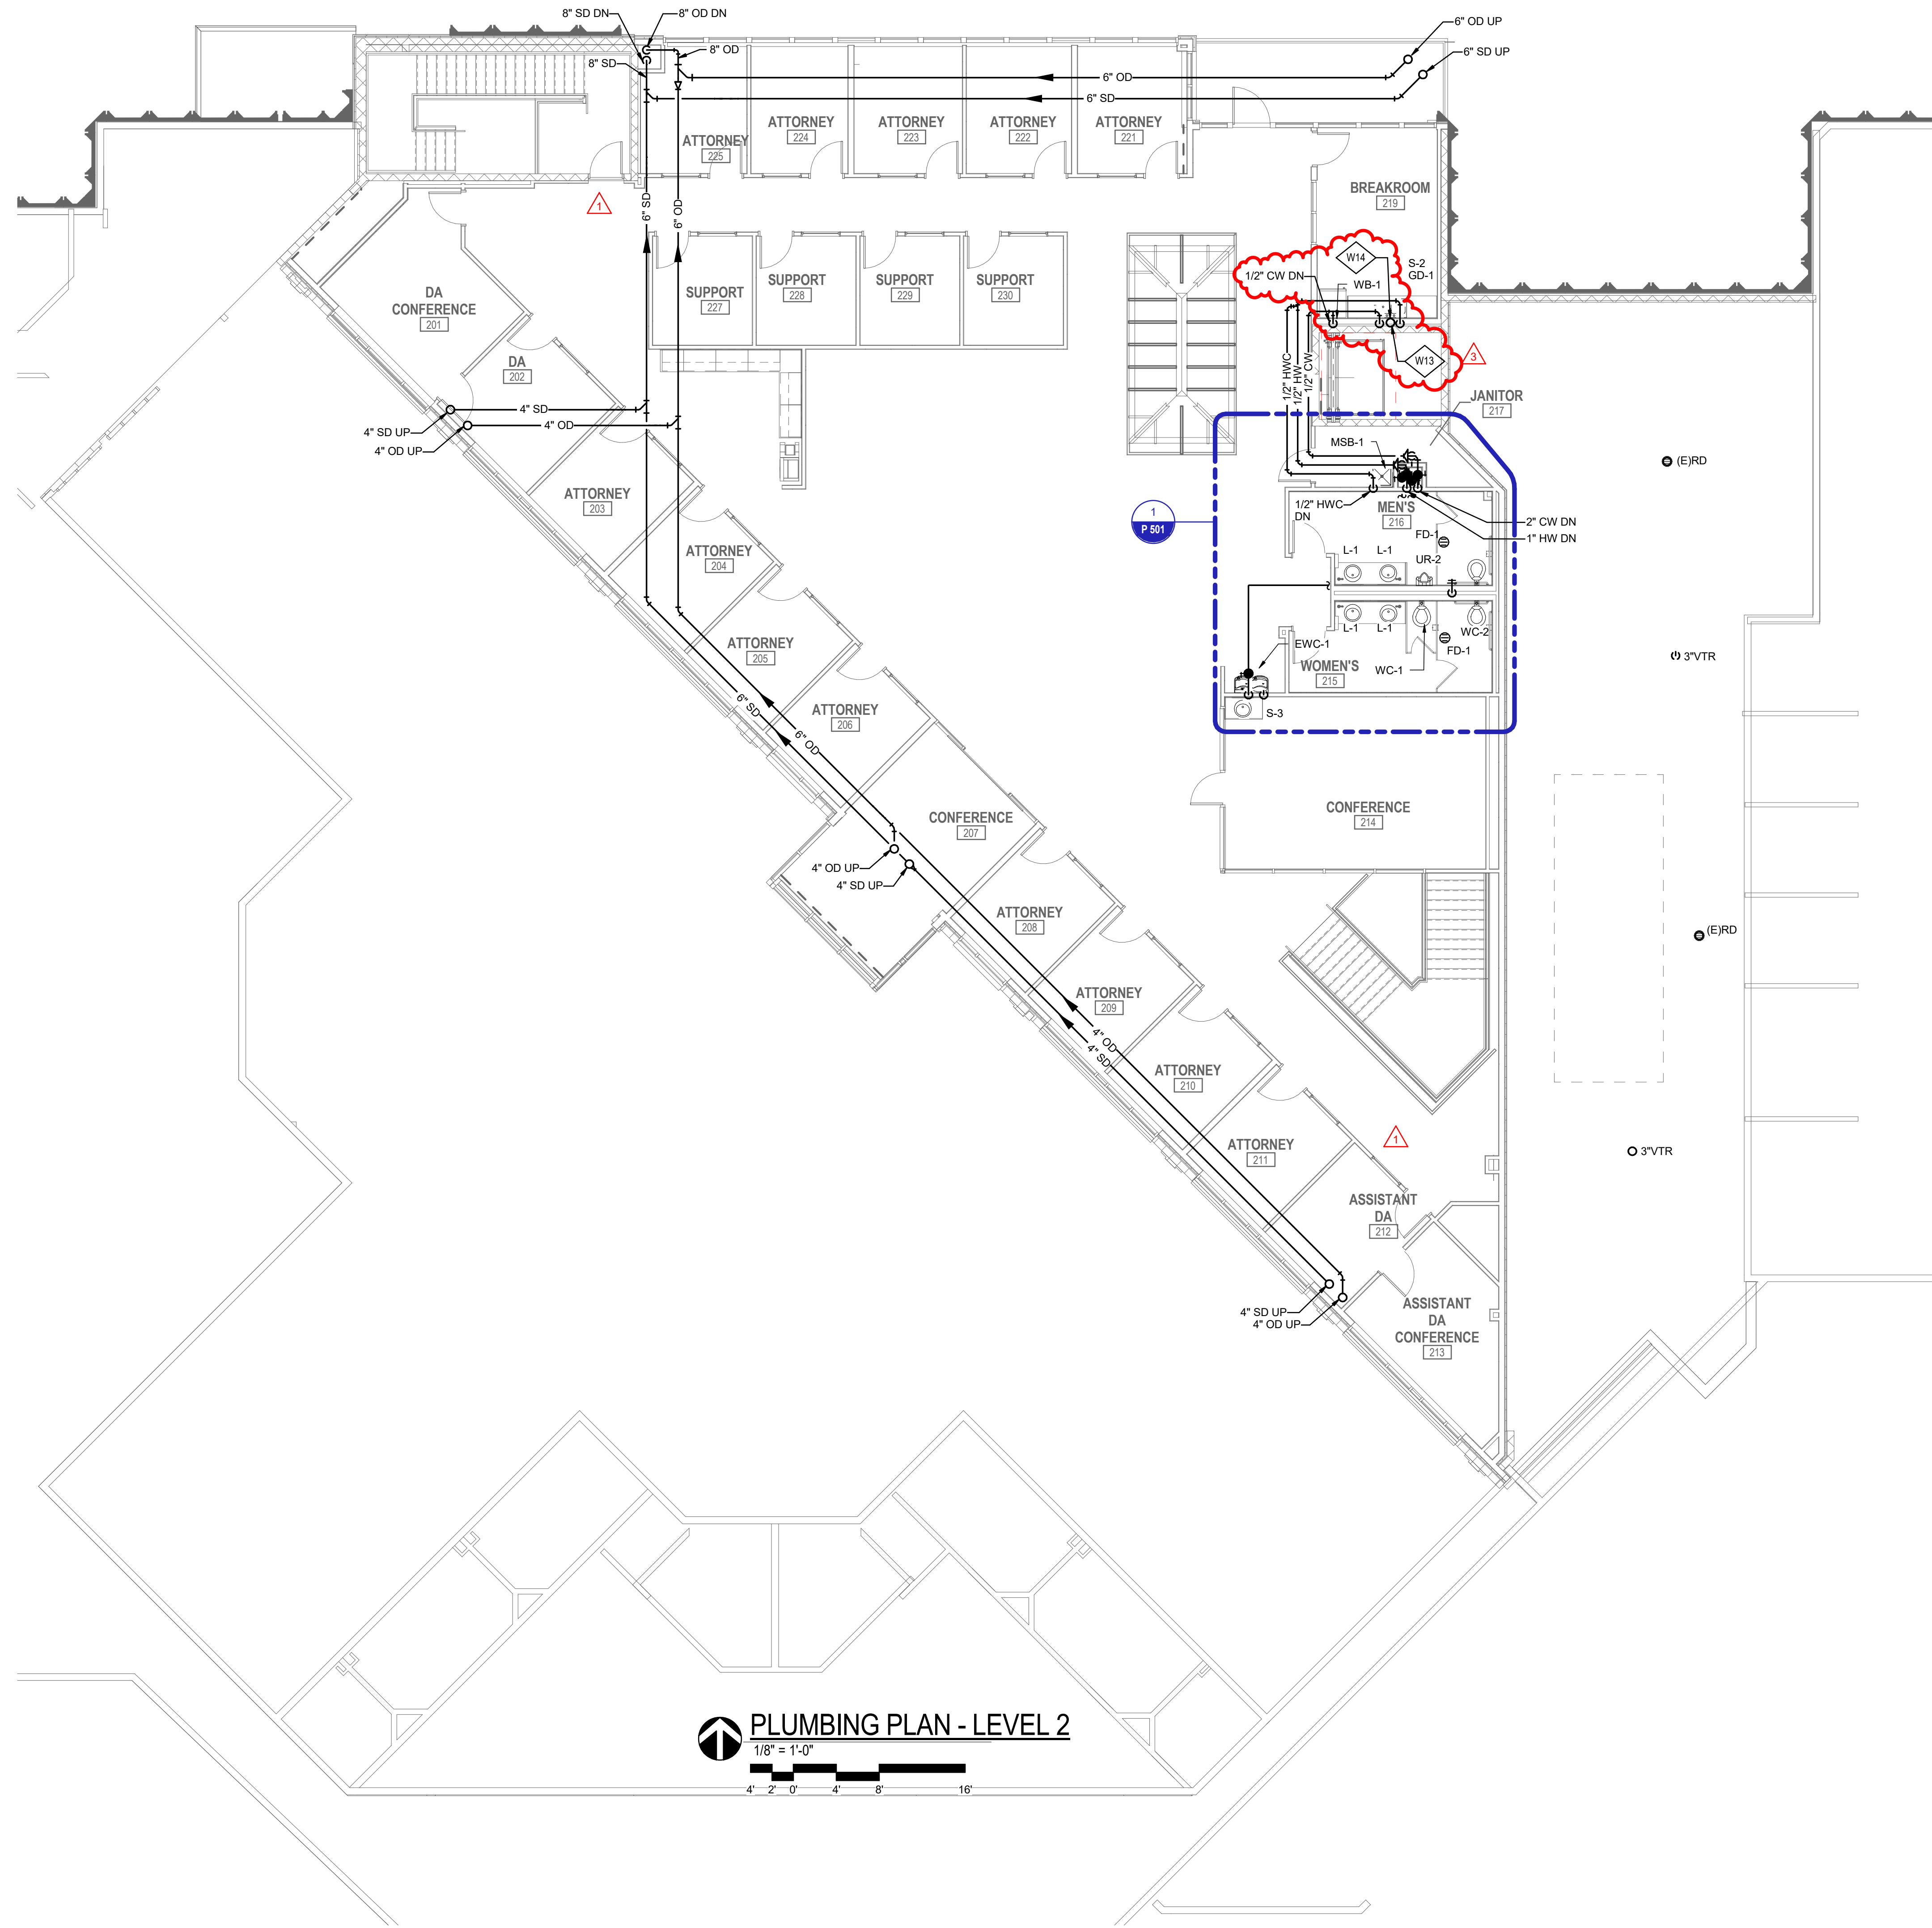 8" SD DN
8" OD DN
8" OD
8" SD
6" OD UP
6" SD UP
6" OD
6" SD
ATTORNEY
225
ATTORNEY
224
ATTORNEY
223
ATTORNEY
222
ATTORNEY
221
BREAKROOM
219
1
6" SD
6" OD
SUPPORT
227
SUPPORT
228
SUPPORT
229
SUPPORT
230
W14
1/2" CW DN
WB-1
S-2
GD-1
W13
3
1/2" HWC
1/2" HW
1/2" CW
DA
CONFERENCE
201
DA
202
4" SD
4" OD
4" SD UP
4" OD UP
JANITOR
217
MSB-1
(E)RD
1/2" HWC
DN
MEN'S
216
2" CW DN
1" HW DN
FD-1
L-1
L-1
UR-2
1
P 501
L-1
L-1
WC-2
FD-1
EWC-1
WOMEN'S
215
WC-1
S-3
3"VTR
ATTORNEY
203
ATTORNEY
204
ATTORNEY
205
ATTORNEY
206
6" SD
6" OD
CONFERENCE
207
CONFERENCE
214
4" OD UP
4" SD UP
ATTORNEY
208
(E)RD
ATTORNEY
209
4" OD
4" SD
ATTORNEY
210
ATTORNEY
211
1
3"VTR
ASSISTANT
DA
212
4" SD UP
4" OD UP
ASSISTANT
DA
CONFERENCE
213
PLUMBING PLAN - LEVEL 2
1/8" = 1'-0"
4' 2' 0' 4' 8' 16'